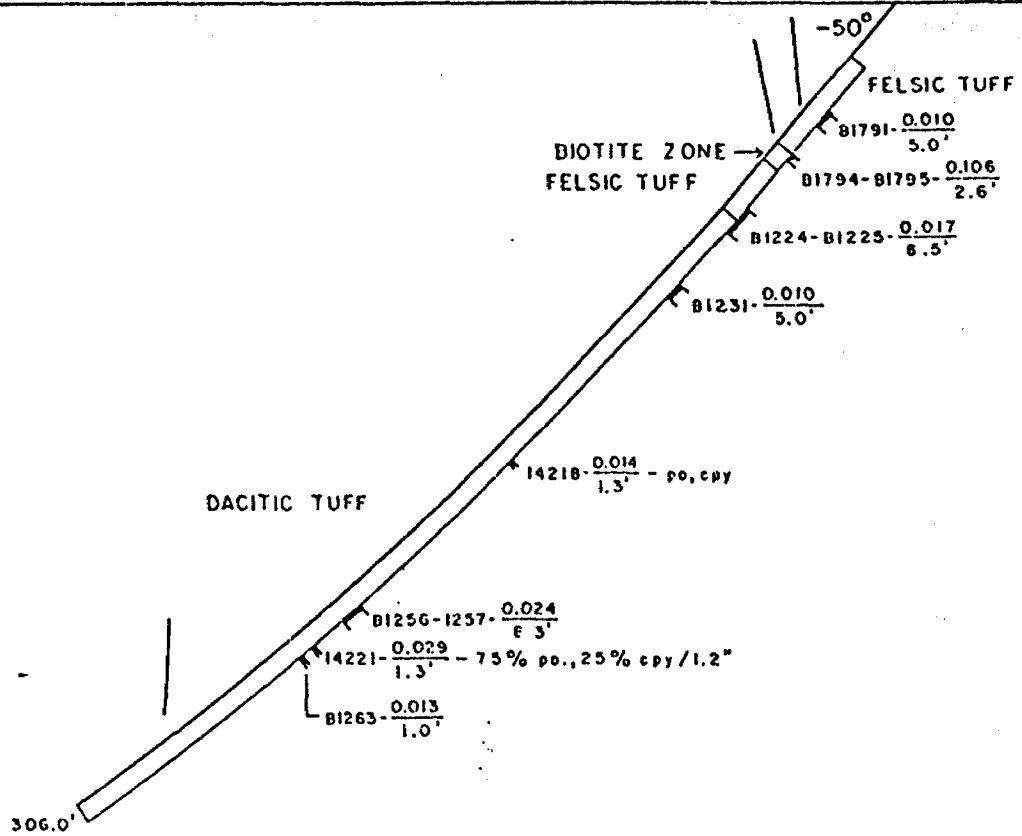 -50°
FELSIC TUFF
B1791-0.010/5.0'
BIOTITE ZONE →
FELSIC TUFF
B1794-B1795-0.106/2.6'
B1224-B1225-0.017/6.5'
B1231-0.010/5.0'
14218-0.014/1.3' - po, cpy
DACITIC TUFF
B1256-1257-0.024/6 3'
14221-0.029/1.3' - 75% po., 25% cpy/1.2"
B1263-0.013/1.0'
306.0'